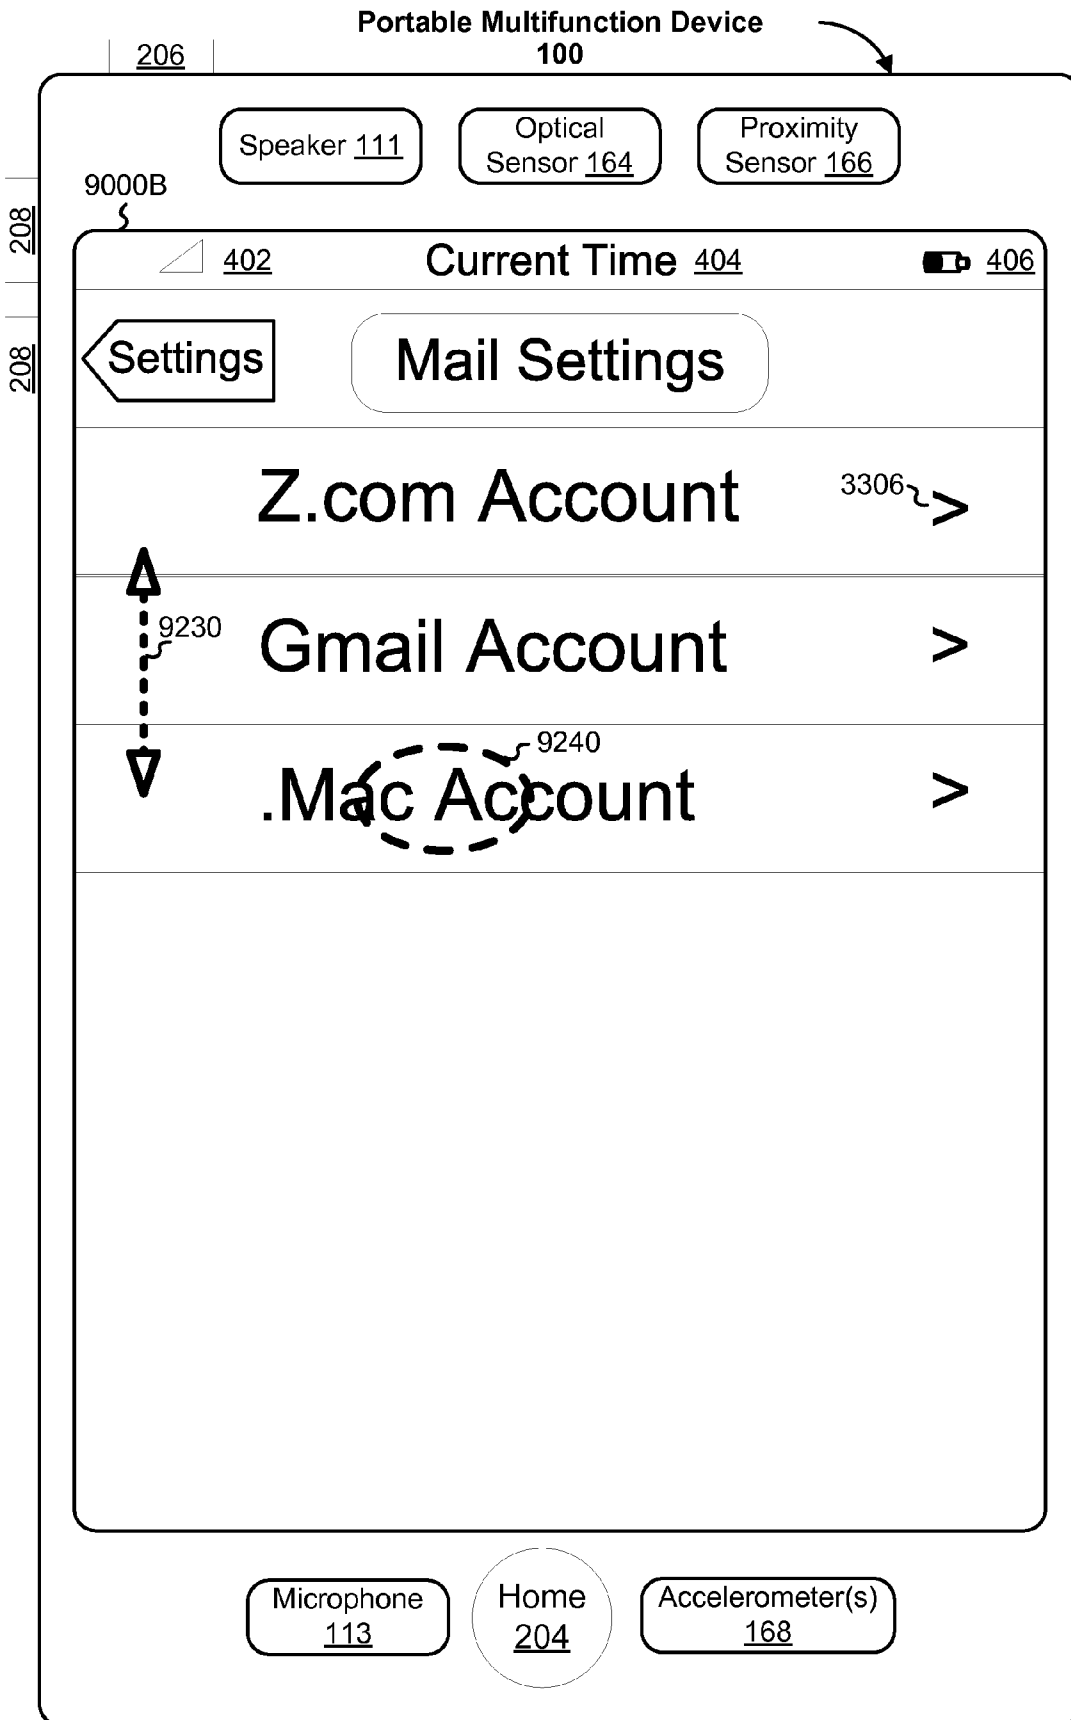 Portable Multifunction Device
100
206
Speaker 111
Optical
Sensor 164
Proximity
Sensor 166
9000B
208
208
402
Current Time 404
406
Settings
Mail Settings
Z.com Account
3306
>
9230
Gmail Account
>
9240
.Mac Account
>
Microphone
113
Home
204
Accelerometer(s)
168